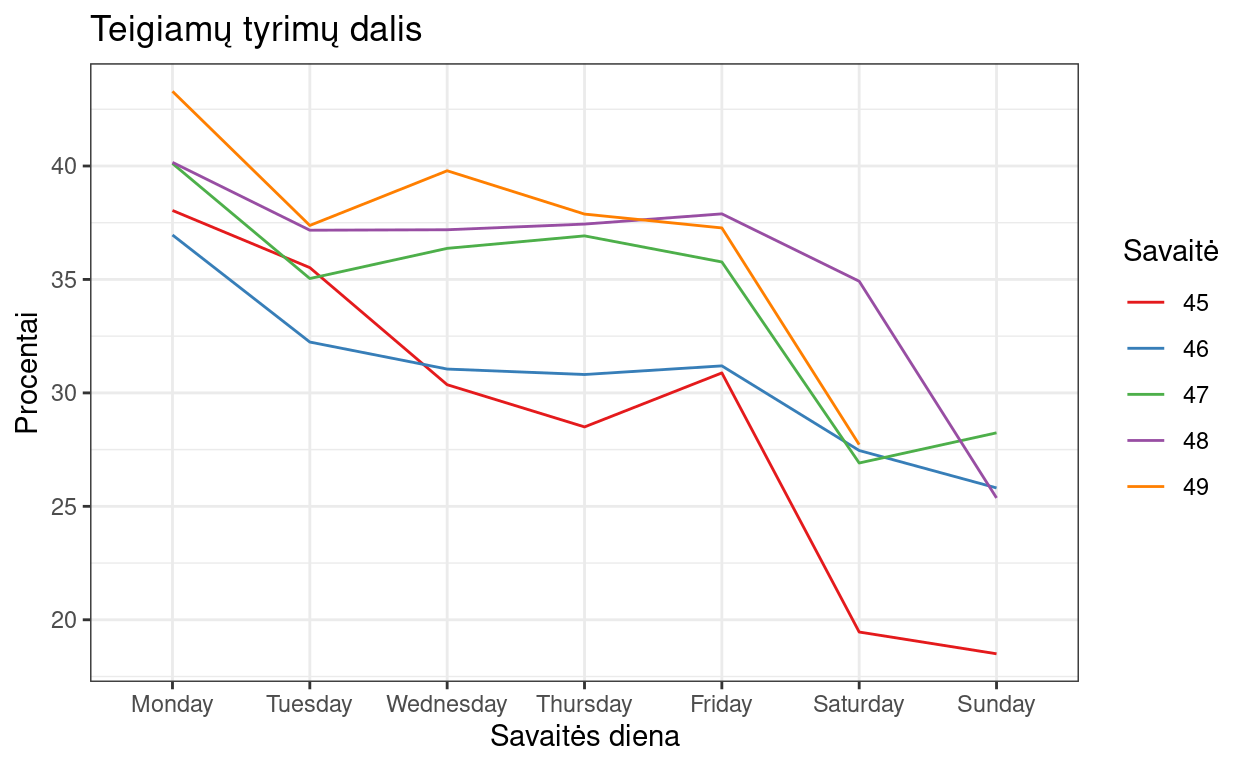 Teigiamų tyrimų dalis
Procentai
40
35
30
25
20
Monday Tuesday Wednesday Thursday Friday Saturday Sunday
Savaitės diena
Savaitė
45
46
47
48
49